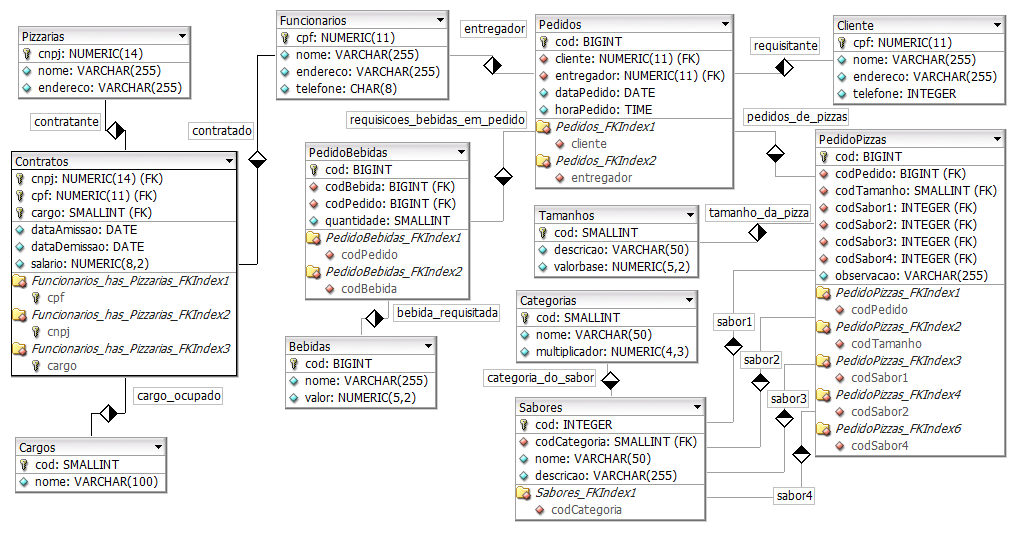 Pizzarias
cnpj: NUMERIC(14)
nome: VARCHAR(255)
endereco: VARCHAR(255)
contratante
Funcionarios
cpf: NUMERIC(11)
nome: VARCHAR(255)
endereco: VARCHAR(255)
telefone: CHAR(8)
contratado
entregador
Pedidos
cod: BIGINT
cliente: NUMERIC(11) (FK)
entregador: NUMERIC(11) (FK)
dataPedido: DATE
horaPedido: TIME
Pedidos_FKIndex1
cliente
Pedidos_FKIndex2
entregador
requisitante
Cliente
cpf: NUMERIC(11)
nome: VARCHAR(255)
endereco: VARCHAR(255)
telefone: INTEGER
Contratos
cnpj: NUMERIC(14) (FK)
cpf: NUMERIC(11) (FK)
cargo: SMALLINT (FK)
dataAmissao: DATE
dataDemissao: DATE
salario: NUMERIC(8,2)
Funcionarios_has_Pizzarias_FKIndex1
cpf
Funcionarios_has_Pizzarias_FKIndex2
cnpj
Funcionarios_has_Pizzarias_FKIndex3
cargo
cargo_ocupado
Cargos
cod: SMALLINT
nome: VARCHAR(100)
requisicoes_bebidas_em_pedido
PedidoBebidas
cod: BIGINT
codBebida: BIGINT (FK)
codPedido: BIGINT (FK)
quantidade: SMALLINT
PedidoBebidas_FKIndex1
codPedido
PedidoBebidas_FKIndex2
codBebida
bebida_requisitada
Bebidas
cod: BIGINT
nome: VARCHAR(255)
valor: NUMERIC(5,2)
pedidos_de_pizzas
PedidoPizzas
cod: BIGINT
codPedido: BIGINT (FK)
codTamanho: SMALLINT (FK)
codSabor1: INTEGER (FK)
codSabor2: INTEGER (FK)
codSabor3: INTEGER (FK)
codSabor4: INTEGER (FK)
observacao: VARCHAR(255)
PedidoPizzas_FKIndex1
codPedido
PedidoPizzas_FKIndex2
codTamanho
PedidoPizzas_FKIndex3
codSabor1
PedidoPizzas_FKIndex4
codSabor2
PedidoPizzas_FKIndex6
codSabor4
tamanho_da_pizza
Tamanhos
cod: SMALLINT
descricao: VARCHAR(50)
valorbase: NUMERIC(5,2)
Categorias
cod: SMALLINT
nome: VARCHAR(50)
multiplicador: NUMERIC(4,3)
categoria_do_sabor
Sabores
cod: INTEGER
codCategoria: SMALLINT (FK)
nome: VARCHAR(50)
descricao: VARCHAR(255)
Sabores_FKIndex1
codCategoria
sabor1
sabor2
sabor3
sabor4